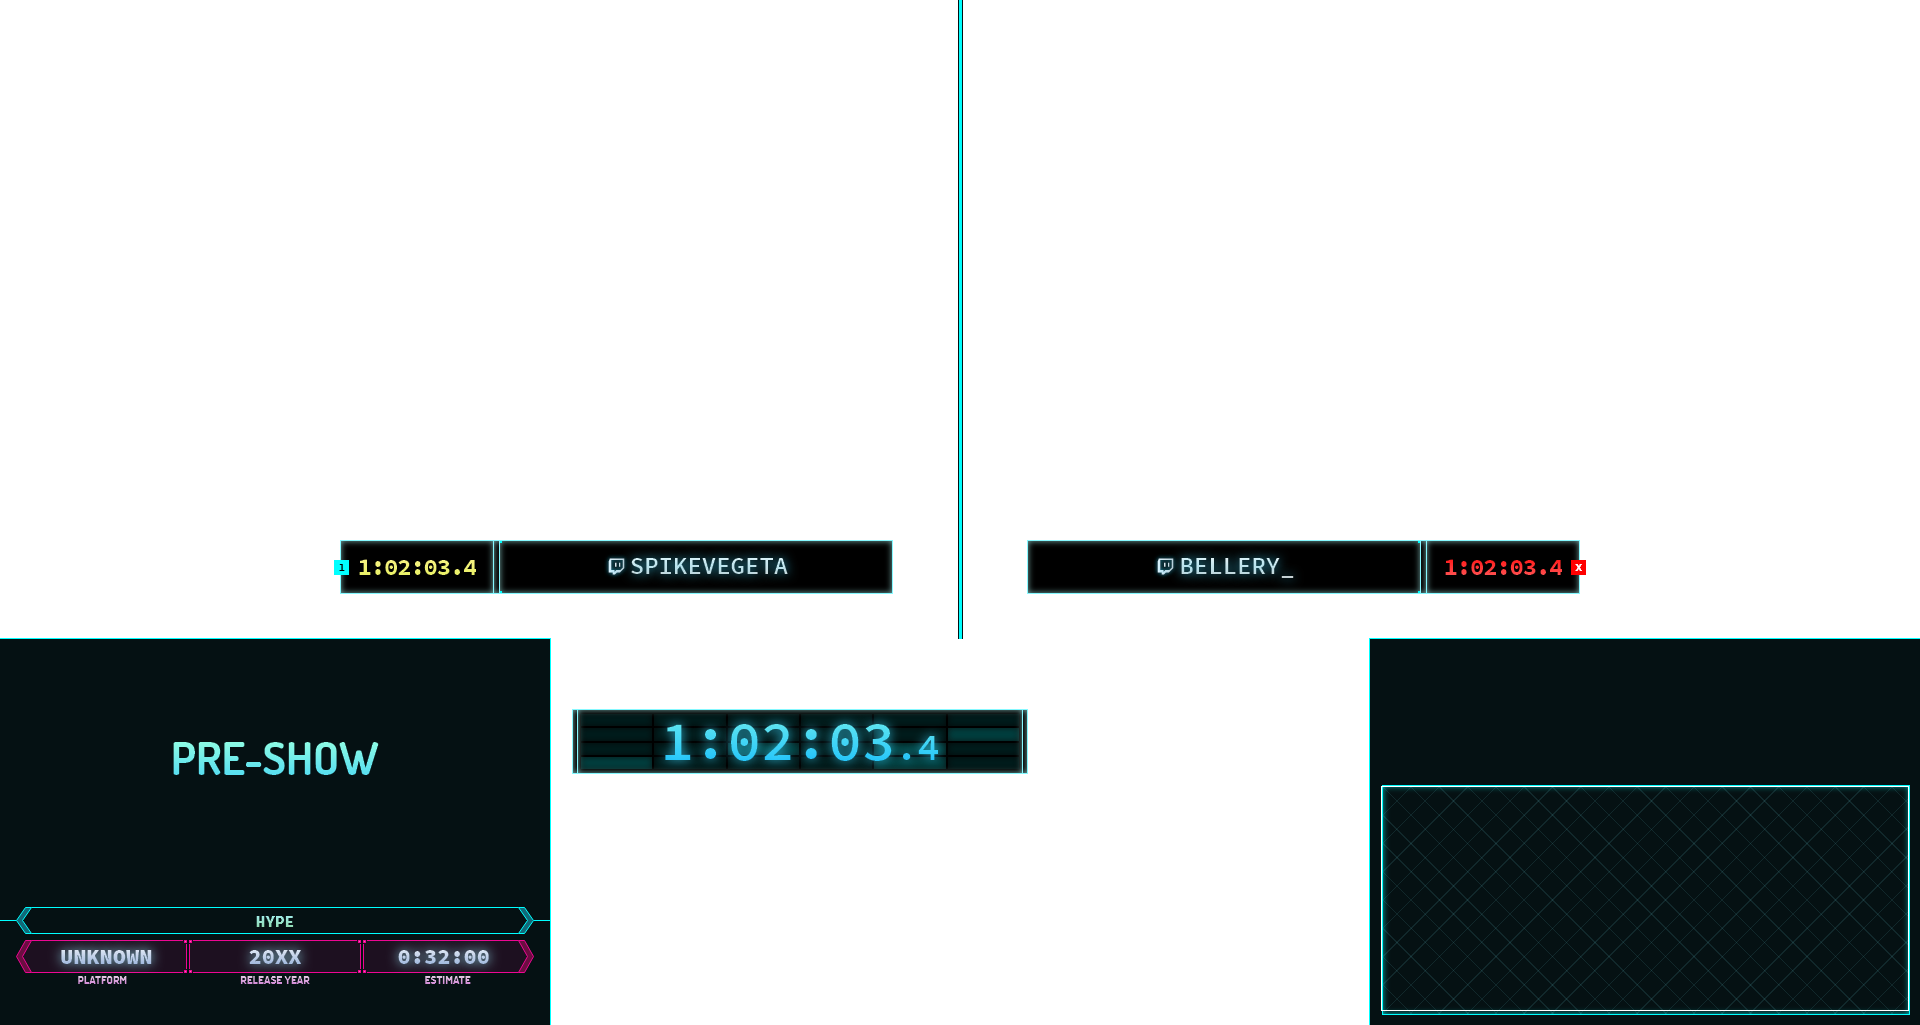 1 1:02:03.4 SPIKEVEGETA
BELLERY_ 1:02:03.4 X
1:02:03.4
PRE-SHOW
HYPE
UNKNOWN 20XX 0:32:00
PLATFORM RELEASE YEAR ESTIMATE